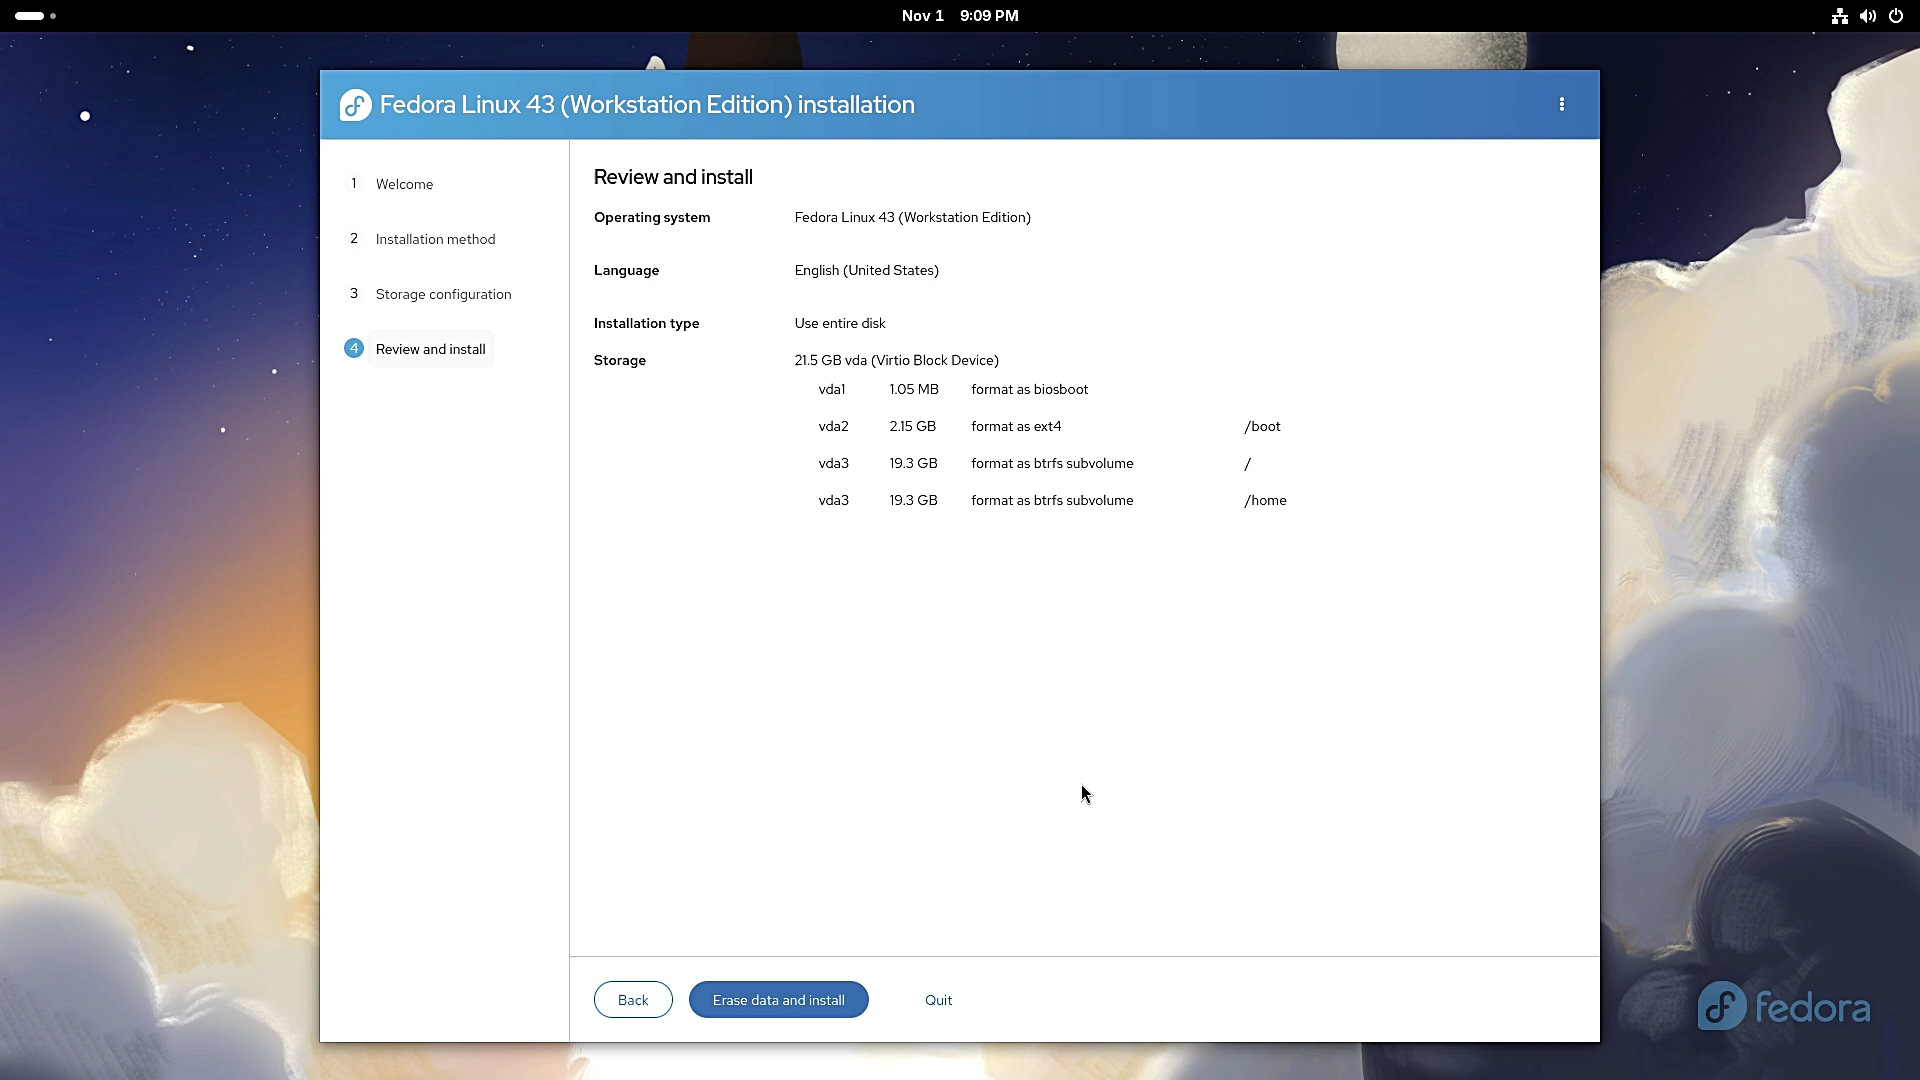 Nov 1 9:09 PM
Fedora Linux 43 (Workstation Edition) installation
1 Welcome
2 Installation method
3 Storage configuration
4 Review and install
Review and install
Operating system Fedora Linux 43 (Workstation Edition)
Language English (United States)
Installation type Use entire disk
Storage 21.5 GB vda (Virtio Block Device)
vda1 1.05 MB format as biosboot
vda2 2.15 GB format as ext4 /boot
vda3 19.3 GB format as btrfs subvolume /
vda3 19.3 GB format as btrfs subvolume /home
Back Erase data and install Quit
fedora